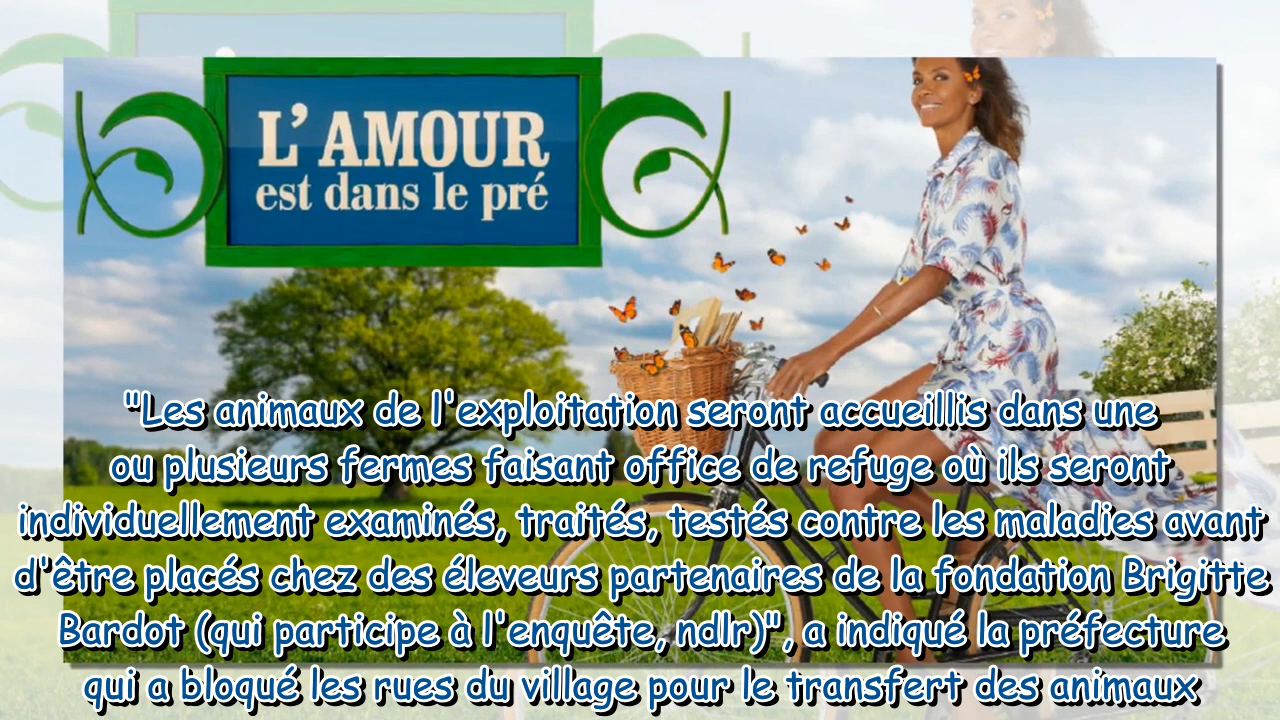 L'AMOUR
est dans le pré
"Les animaux de l'exploitation seront accueillis dans une
ou plusieurs fermes faisant office de refuge où ils seront
individuellement examinés, traités, testés contre les maladies avant
d'être placés chez des éleveurs partenaires de la fondation Brigitte
Bardot (qui participe à l'enquête, ndlr)", a indiqué la préfecture
qui a bloqué les rues du village pour le transfert des animaux